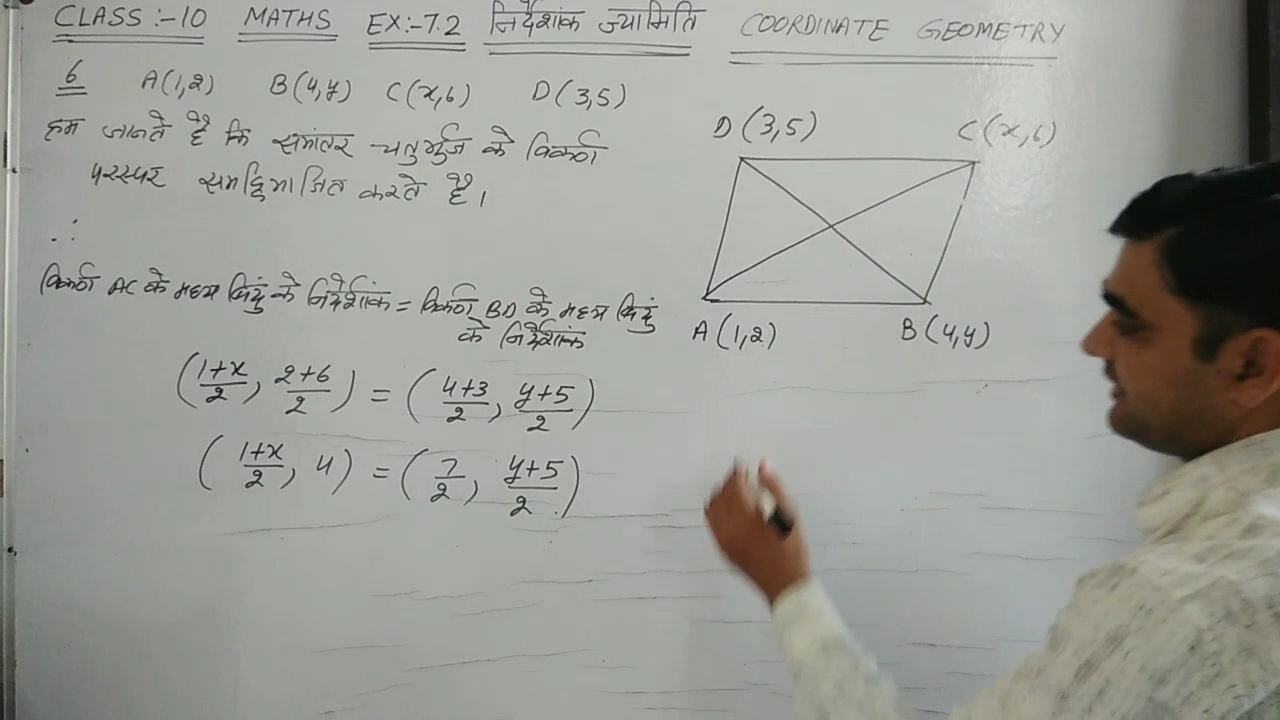 CLASS :-10 MATHS EX:-7.2 निर्देशांक ज्यामिति COORDINATE GEOMETRY
6 A(1,2) B(4,y) C(x,6) D(3,5)
हम जानते है कि समांतर चतुर्भुज के विकर्ण
परस्पर समद्विभाजित करते है।
∴
विकर्ण AC के मध्य बिंदु के निर्देशांक = विकर्ण BD के मध्य बिंदु
के निर्देशांक
(1+x/2, 2+6/2) = (4+3/2, y+5/2)
(1+x/2, 4) = (7/2, y+5/2)
D(3,5) C(x,6)
A(1,2) B(4,y)